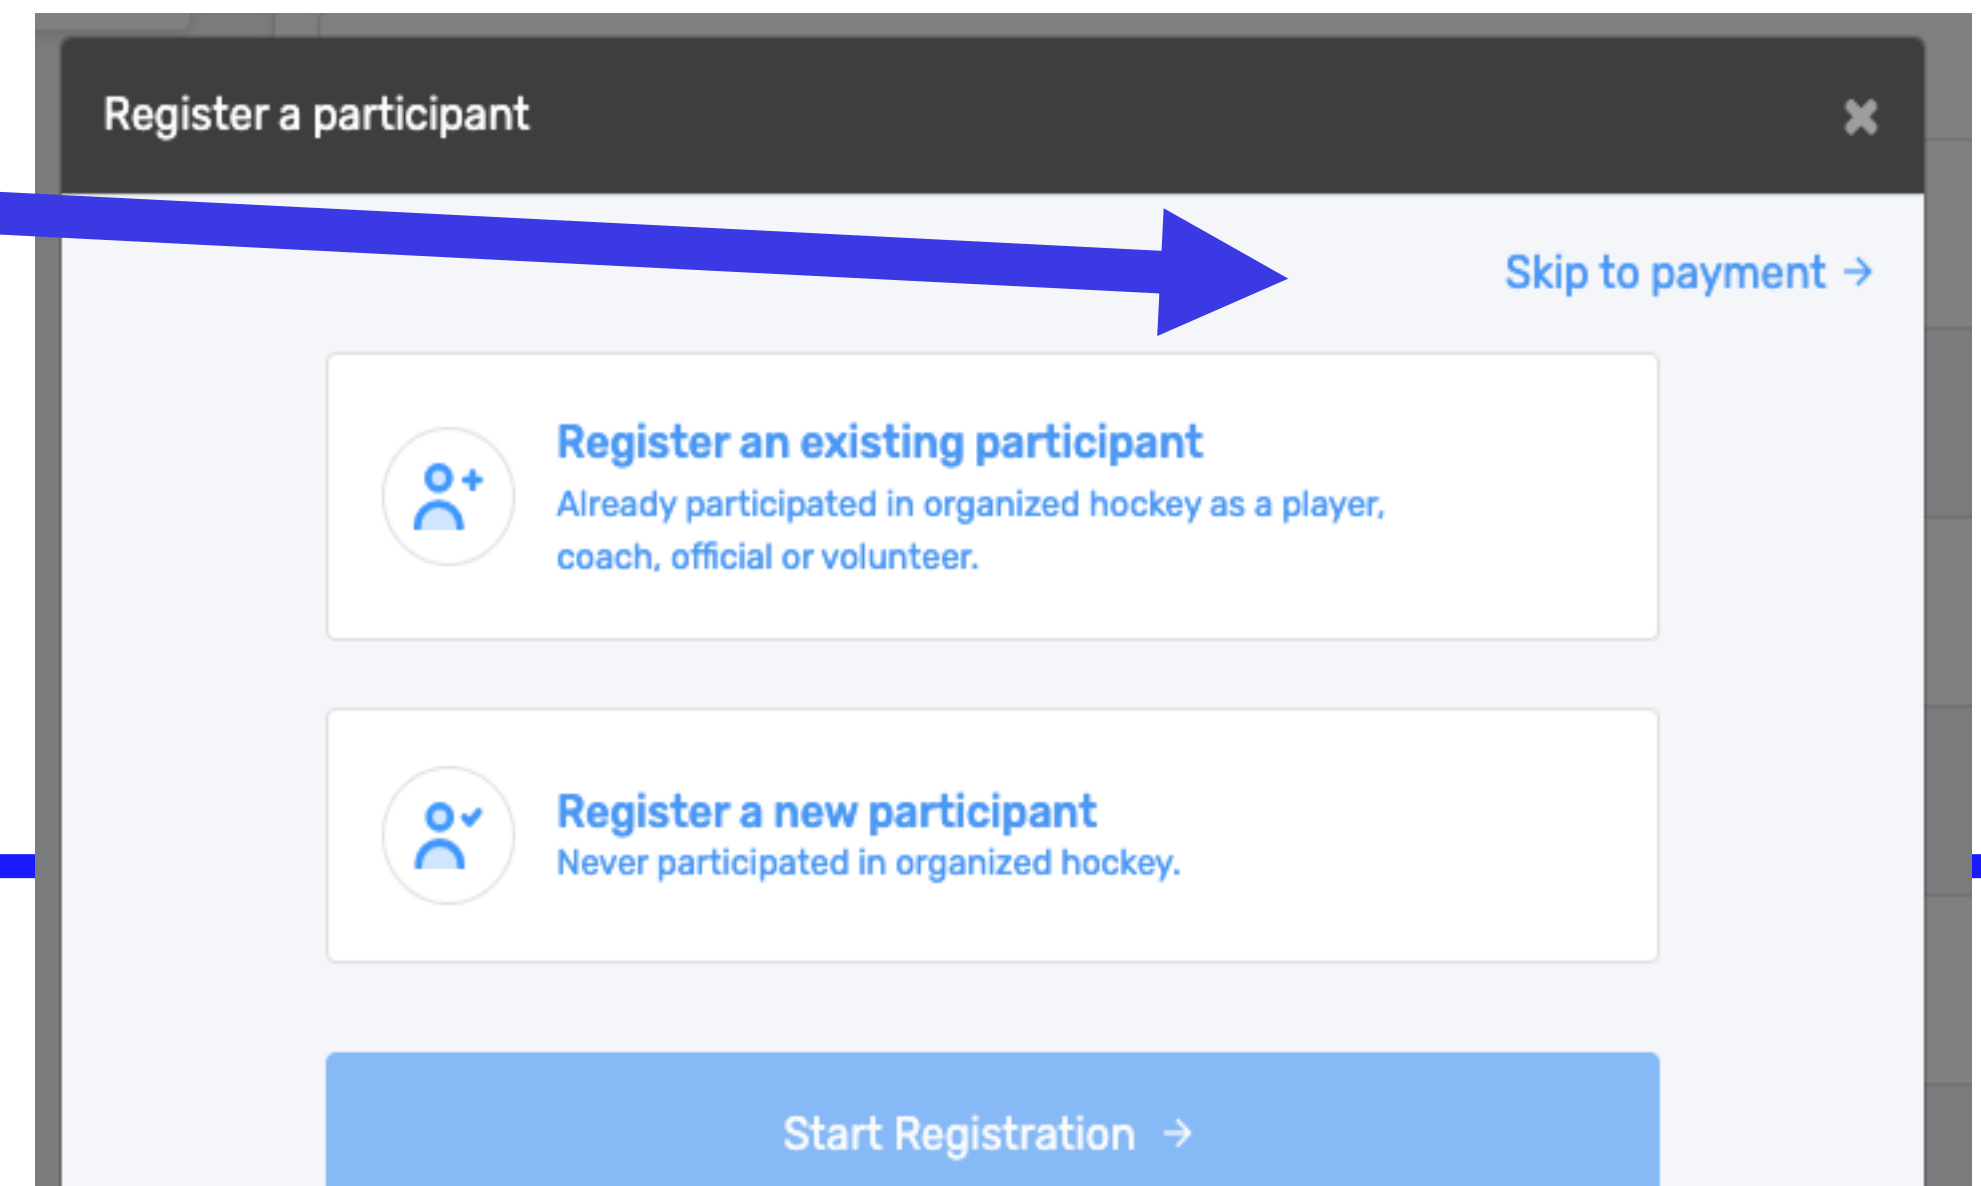 Register a participant
Skip to payment →
Register an existing participant
Already participated in organized hockey as a player,
coach, official or volunteer.
Register a new participant
Never participated in organized hockey.
Start Registration →